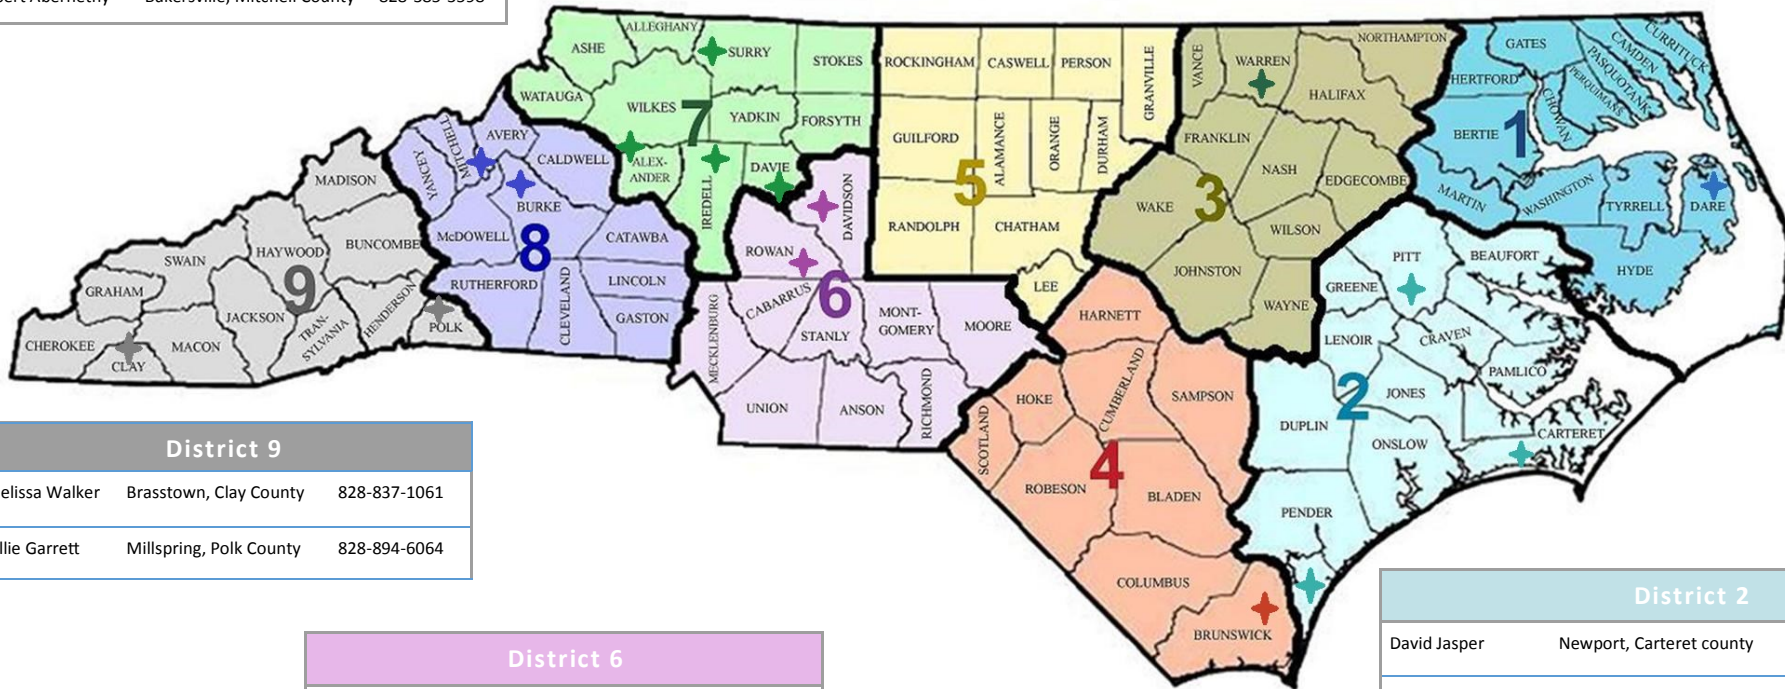 Bakersville, Mitchell County
ALLEGHANY
ASHE
SURRY
STOKES
ROCKINGHAM
CASWELL
PERSON
GRANVILLE
VANCE
WARREN
NORTHAMPTON
GATES
CAMDEN
CURRITUCK
PASQUOTANK
PERQUIMANS
HERTFORD
CHOWAN
WATAUGA
WILKES
7
YADKIN
FORSYTH
HALIFAX
BERTIE
1
MITCHELL
AVERY
YANCEY
CALDWELL
ALEX-
ANDER
IREDELL
DAVIE
DAVIDSON
GUILFORD
ALAMANCE
ORANGE
DURHAM
5
FRANKLIN
NASH
EDGECOMBE
MARTIN
WASHINGTON
TYRRELL
DARE
MADISON
BURKE
8
McDOWELL
CATAWBA
ROWAN
RANDOLPH
CHATHAM
WAKE
3
WILSON
PITT
BEAUFORT
HYDE
SWAIN
HAYWOOD
BUNCOMBE
GRAHAM
9
RUTHERFORD
CLEVELAND
LINCOLN
GASTON
MECKLENBURG
CABARRUS
6
STANLY
MONT-
GOMERY
MOORE
LEE
HARNETT
JOHNSTON
WAYNE
GREENE
LENOIR
CRAVEN
PAMLICO
JACKSON
TRAN-
SYLVANIA
HENDERSON
POLK
CHEROKEE
CLAY
MACON
UNION
ANSON
RICHMOND
SCOTLAND
HOKE
CUMBERLAND
SAMPSON
2
JONES
DUPLIN
ONSLOW
CARTERET
4
ROBESON
BLADEN
PENDER
COLUMBUS
BRUNSWICK
District 9
elissa Walker Brasstown, Clay County 828-837-1061
llie Garrett Millspring, Polk County 828-894-6064
District 6
District 2
David Jasper Newport, Carteret county